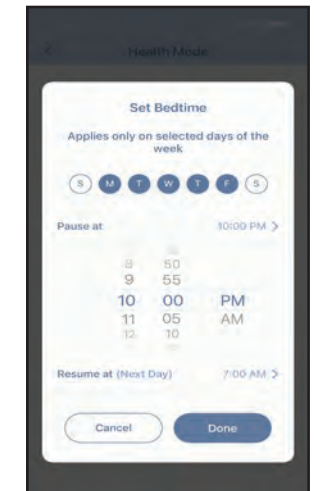 Health Mode
Set Bedtime
Applies only on selected days of the
week
S M T W T F S
Pause at 10:00 PM >
8 50
9 55
10 00 PM
11 05 AM
12 10
Resume at (Next Day) 7:00 AM >
Cancel Done